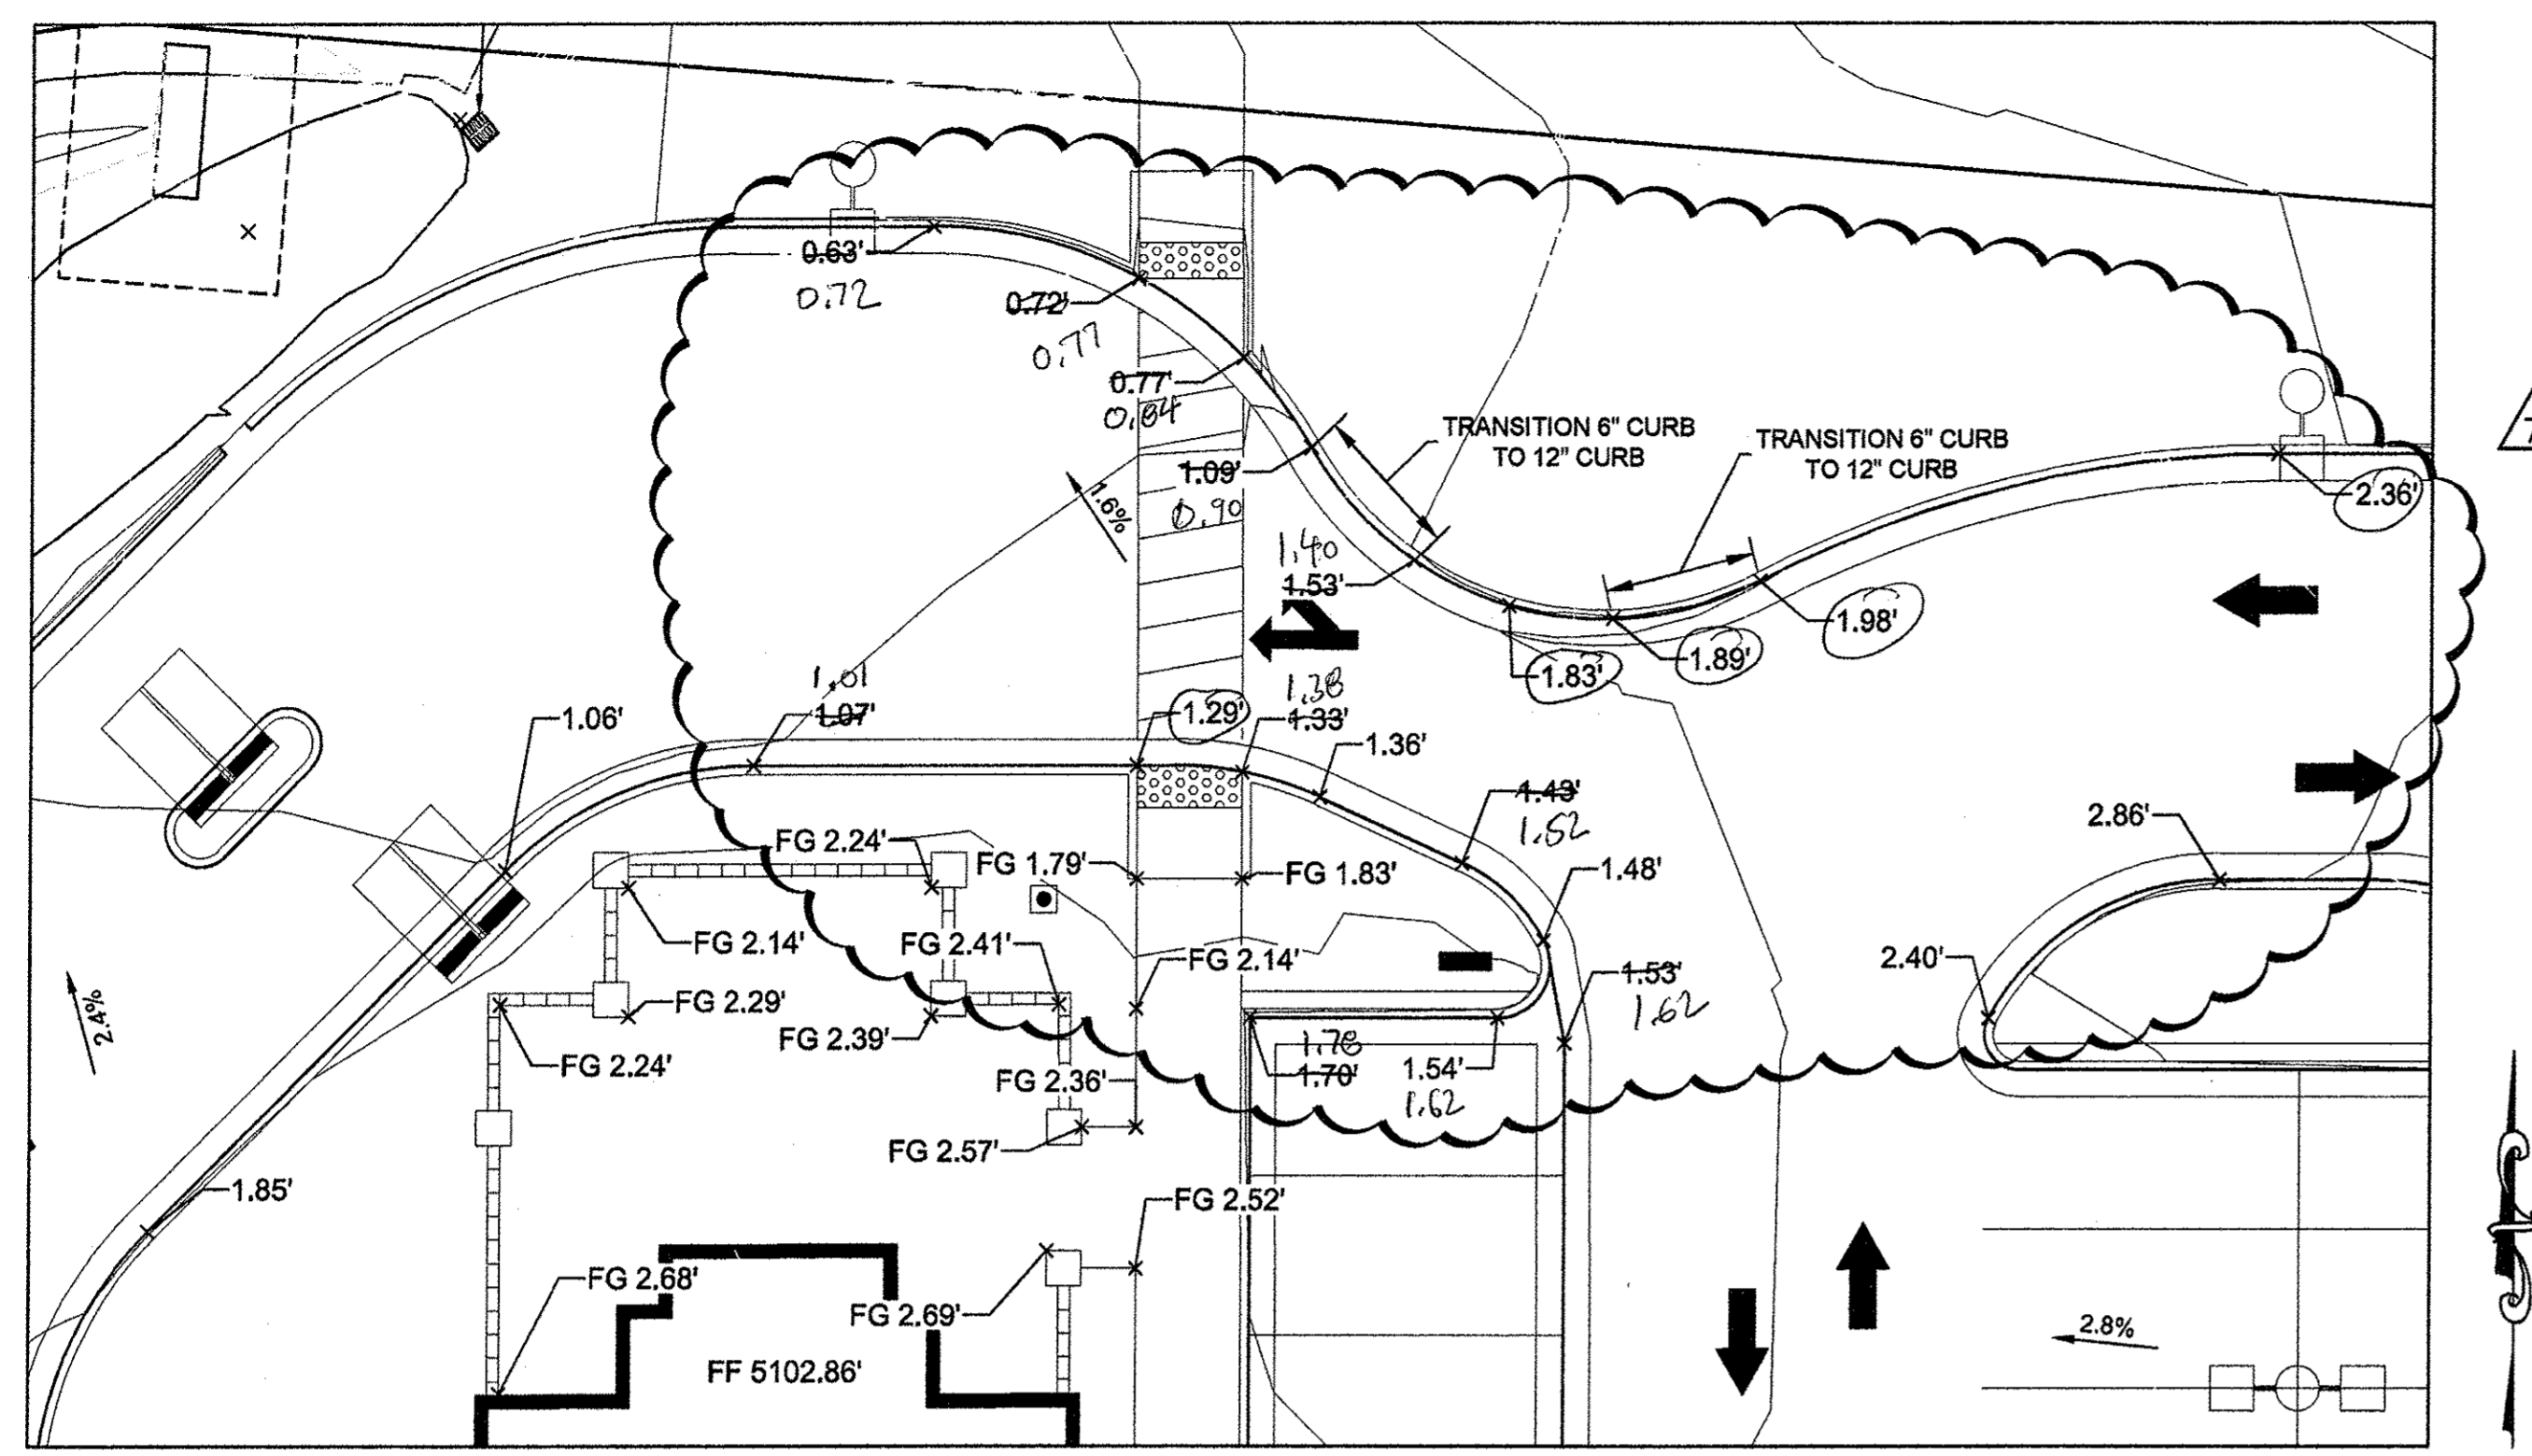 0.63'
0.72
0.72'
0.77
0.77'
0.84
TRANSITION 6" CURB
TO 12" CURB
TRANSITION 6" CURB
TO 12" CURB
1.09'
0.90
2.36'
1.6%
1.40
1.53'
1.98'
1.89'
1.83'
1.01
1.07'
1.06'
1.29'
1.38
1.33'
1.36'
1.43'
1.52
2.86'
FG 2.24'
FG 1.79'
FG 1.83'
1.48'
FG 2.14'
FG 2.41'
FG 2.14'
2.40'
1.53'
1.62
FG 2.29'
FG 2.39'
2.4%
FG 2.24'
FG 2.36'
1.78
1.70'
1.54'
1.62
FG 2.57'
1.85'
FG 2.52'
FG 2.68'
FG 2.69'
2.8%
FF 5102.86'